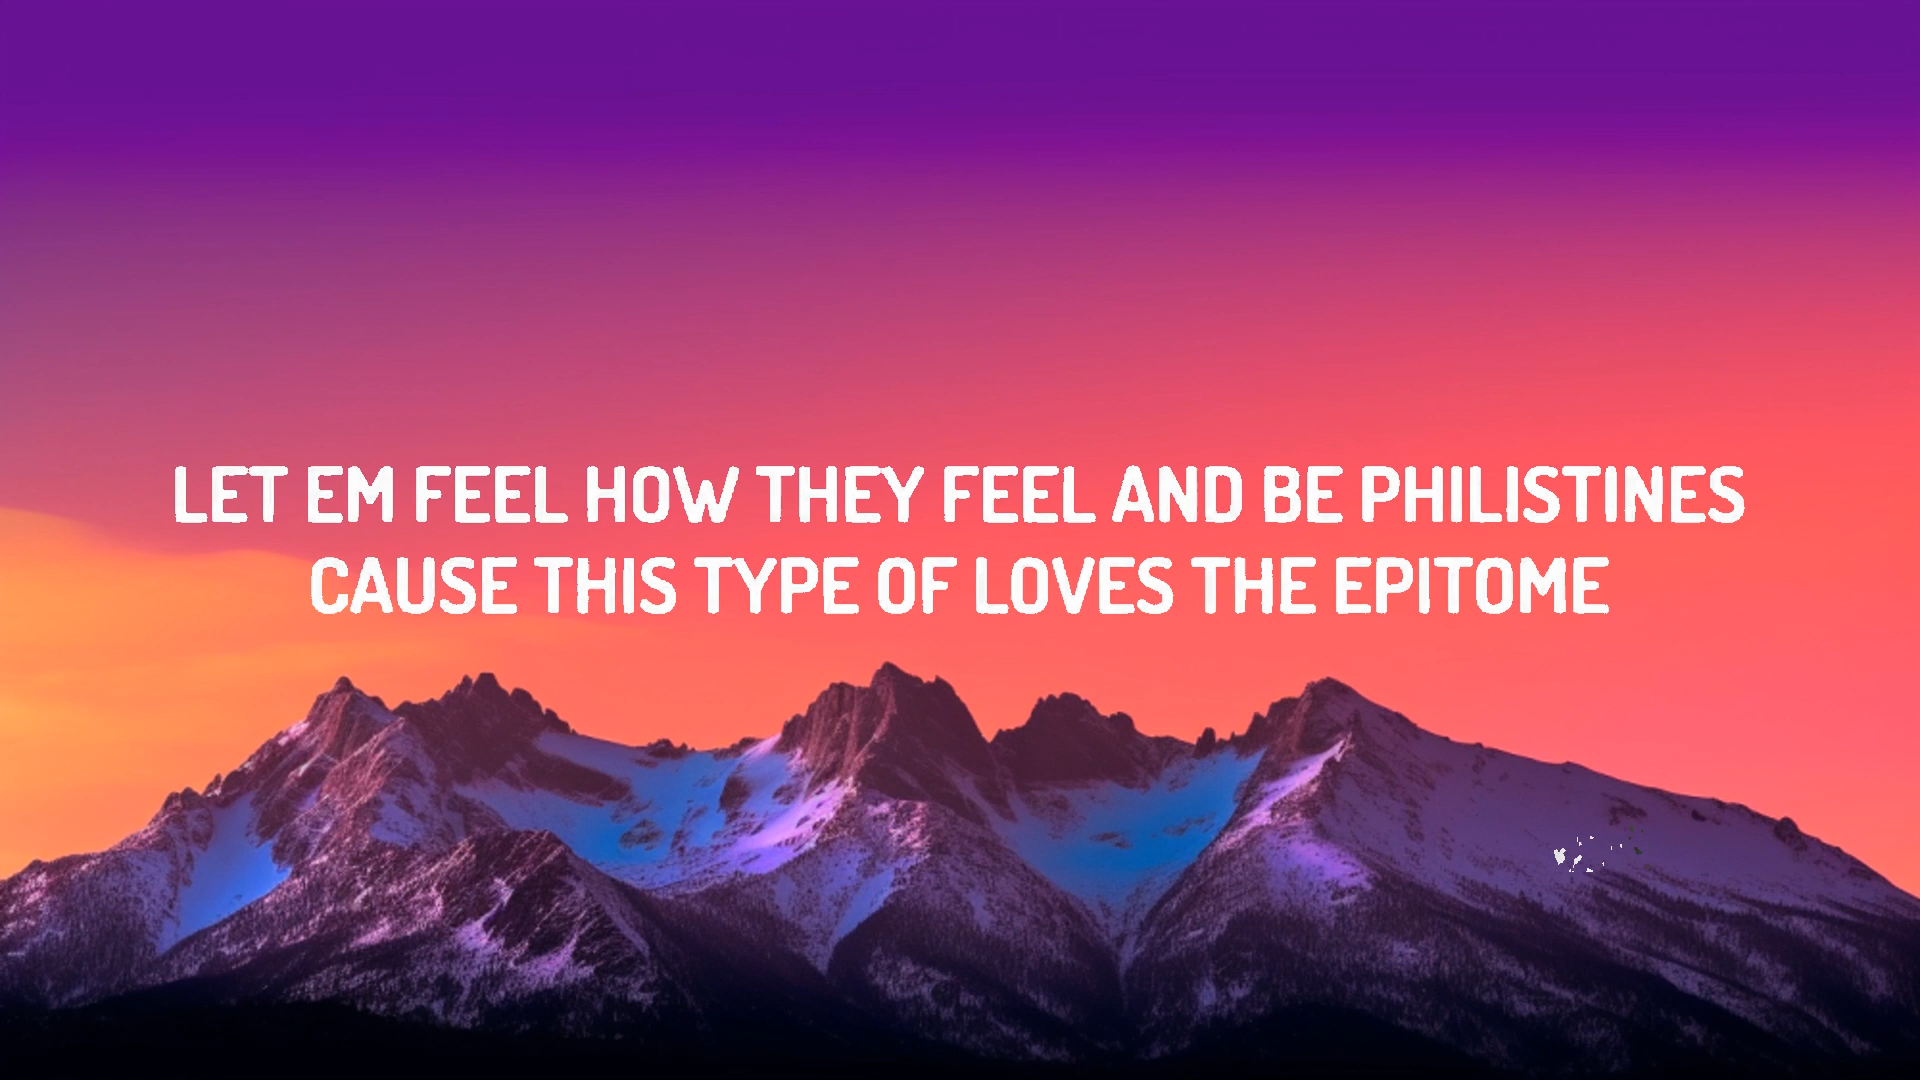 LET EM FEEL HOW THEY FEEL AND BE PHILISTINES
CAUSE THIS TYPE OF LOVES THE EPITOME